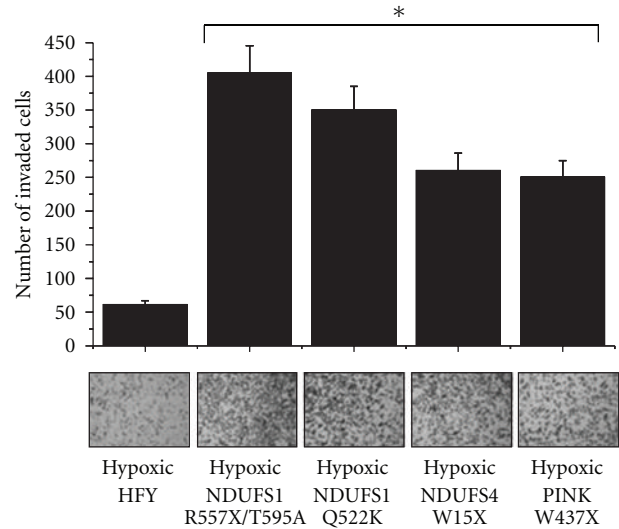 *
450
400
350
300
250
200
150
100
50
0
Number of invaded cells
Hypoxic Hypoxic Hypoxic Hypoxic Hypoxic
HFY NDUFS1 NDUFS1 NDUFS4 PINK
R557X/T595A Q522K W15X W437X